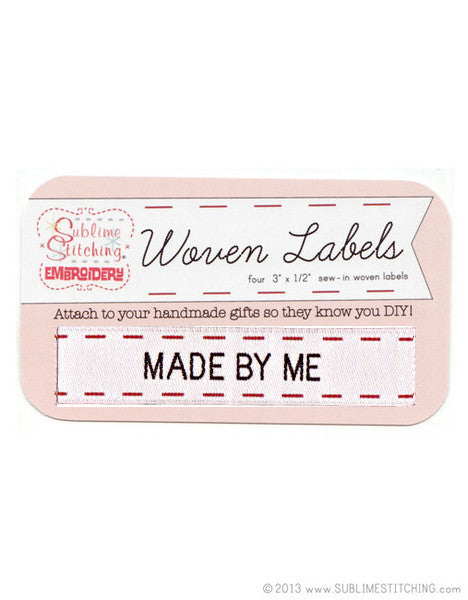 Sublime
Stitching
EMBROIDERY
Woven Labels
four 3" x 1/2" sew-in woven labels
Attach to your handmade gifts so they know you DIY!
MADE BY ME
© 2013 www.SUBLIMESTITCHING.COM